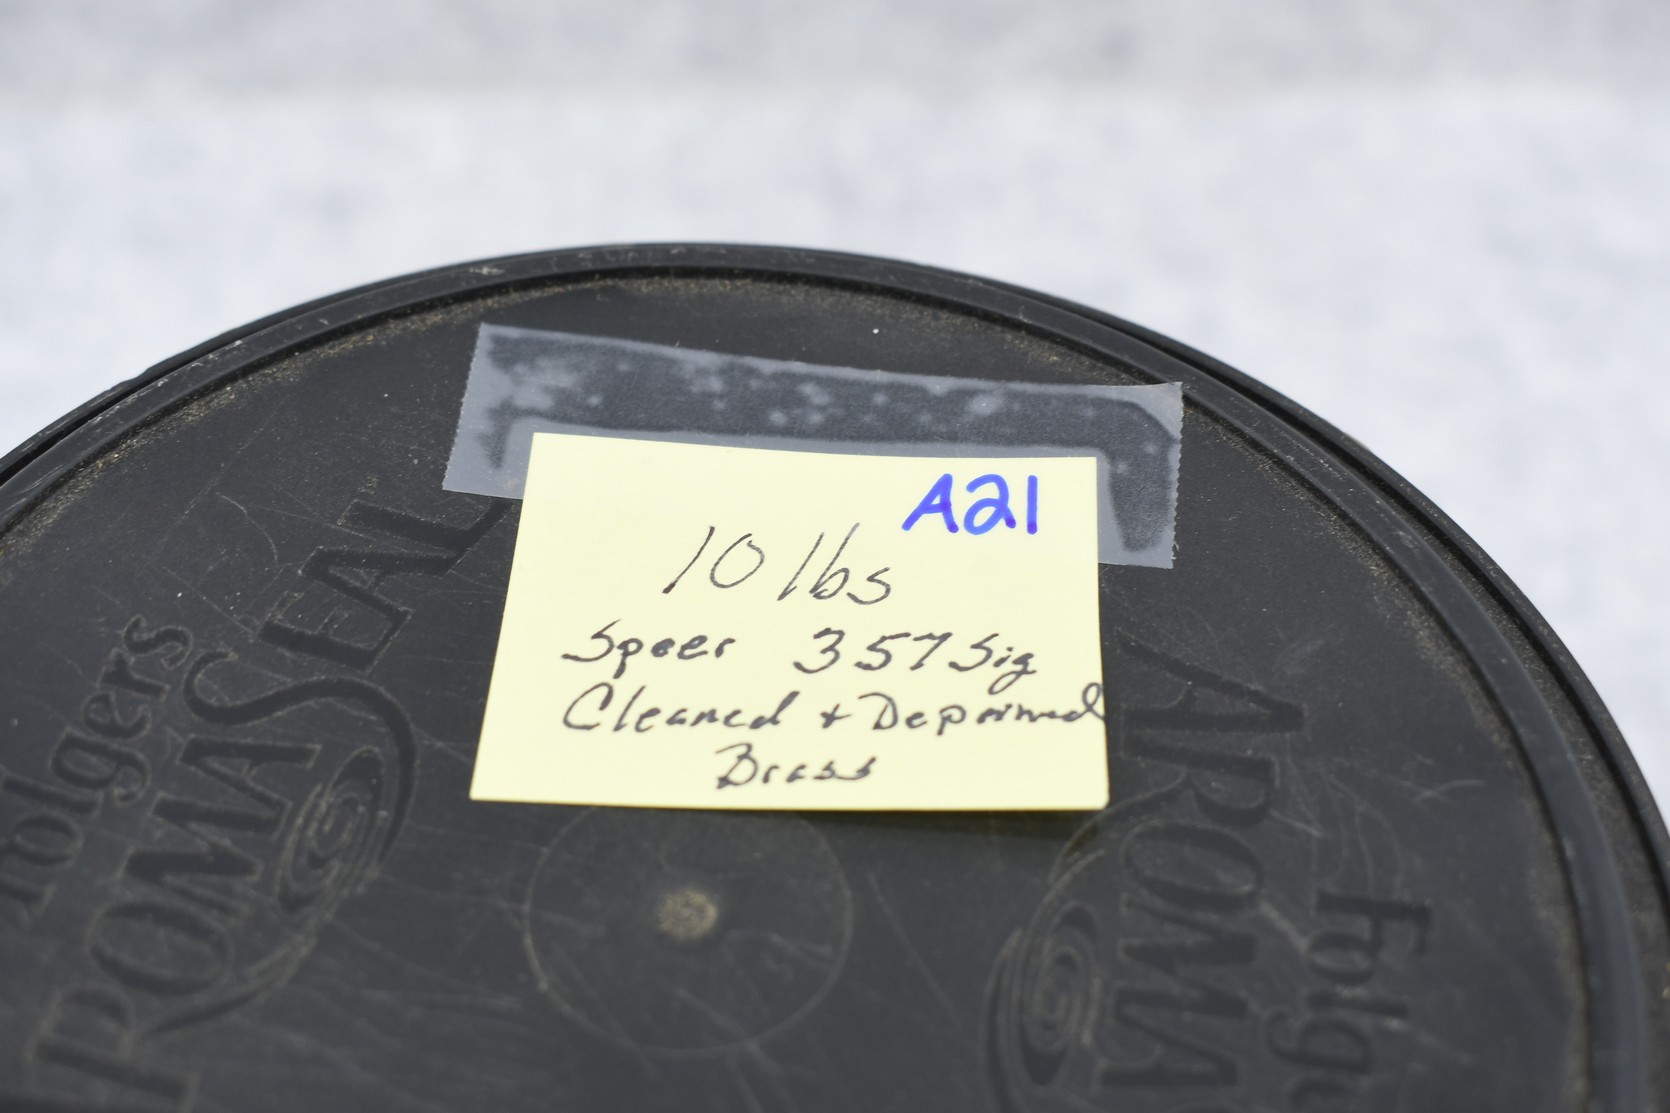 A21
10 lbs
Speer 357 Sig
Cleaned + Deprimed
Brass
Folgers
AROMASEAL
Folgers
AROMA